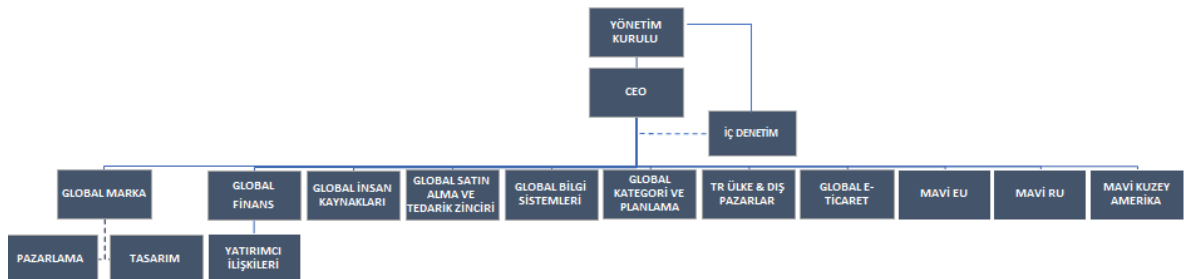 YÖNETİM
KURULU
CEO
İÇ DENETİM
GLOBAL MARKA
GLOBAL
FİNANS
GLOBAL İNSAN
KAYNAKLARI
GLOBAL SATIN
ALMA VE
TEDARİK ZİNCİRİ
GLOBAL BİLGİ
SİSTEMLERİ
GLOBAL
KATEGORİ VE
PLANLAMA
TR ÜLKE & DIŞ
PAZARLAR
GLOBAL E-
TİCARET
MAVİ EU
MAVİ RU
MAVİ KUZEY
AMERİKA
PAZARLAMA
TASARIM
YATIRIMCI
İLİŞKİLERİ